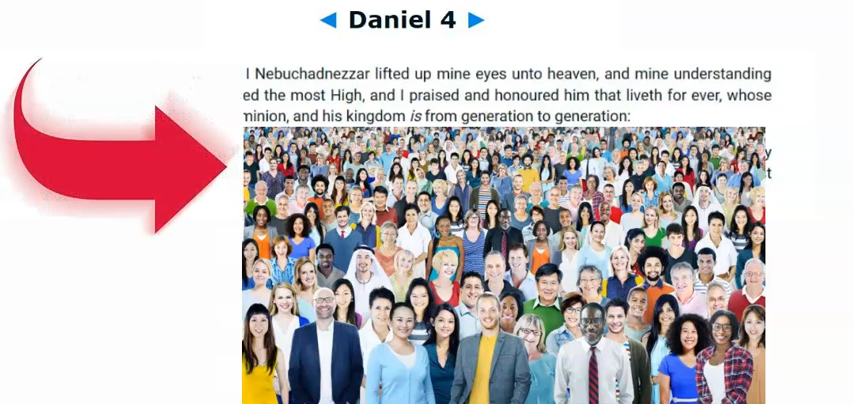 Daniel 4
I Nebuchadnezzar lifted up mine eyes unto heaven, and mine understanding
ed the most High, and I praised and honoured him that liveth for ever, whose
minion, and his kingdom is from generation to generation:
y
t